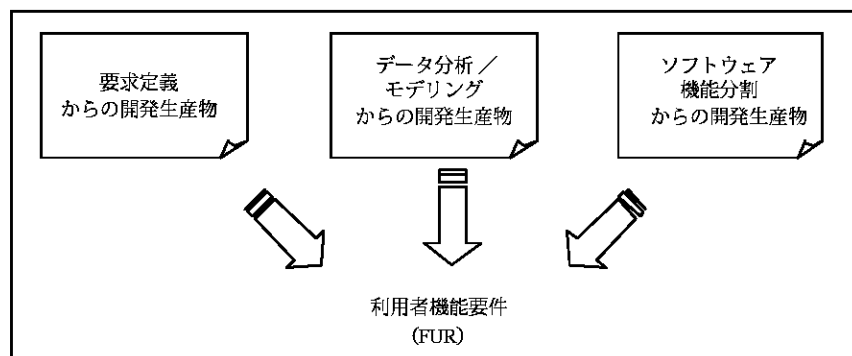 要求定義
からの開発生産物
データ分析／
モデリング
からの開発生産物
ソフトウェア
機能分割
からの開発生産物
利用者機能要件
(FUR)